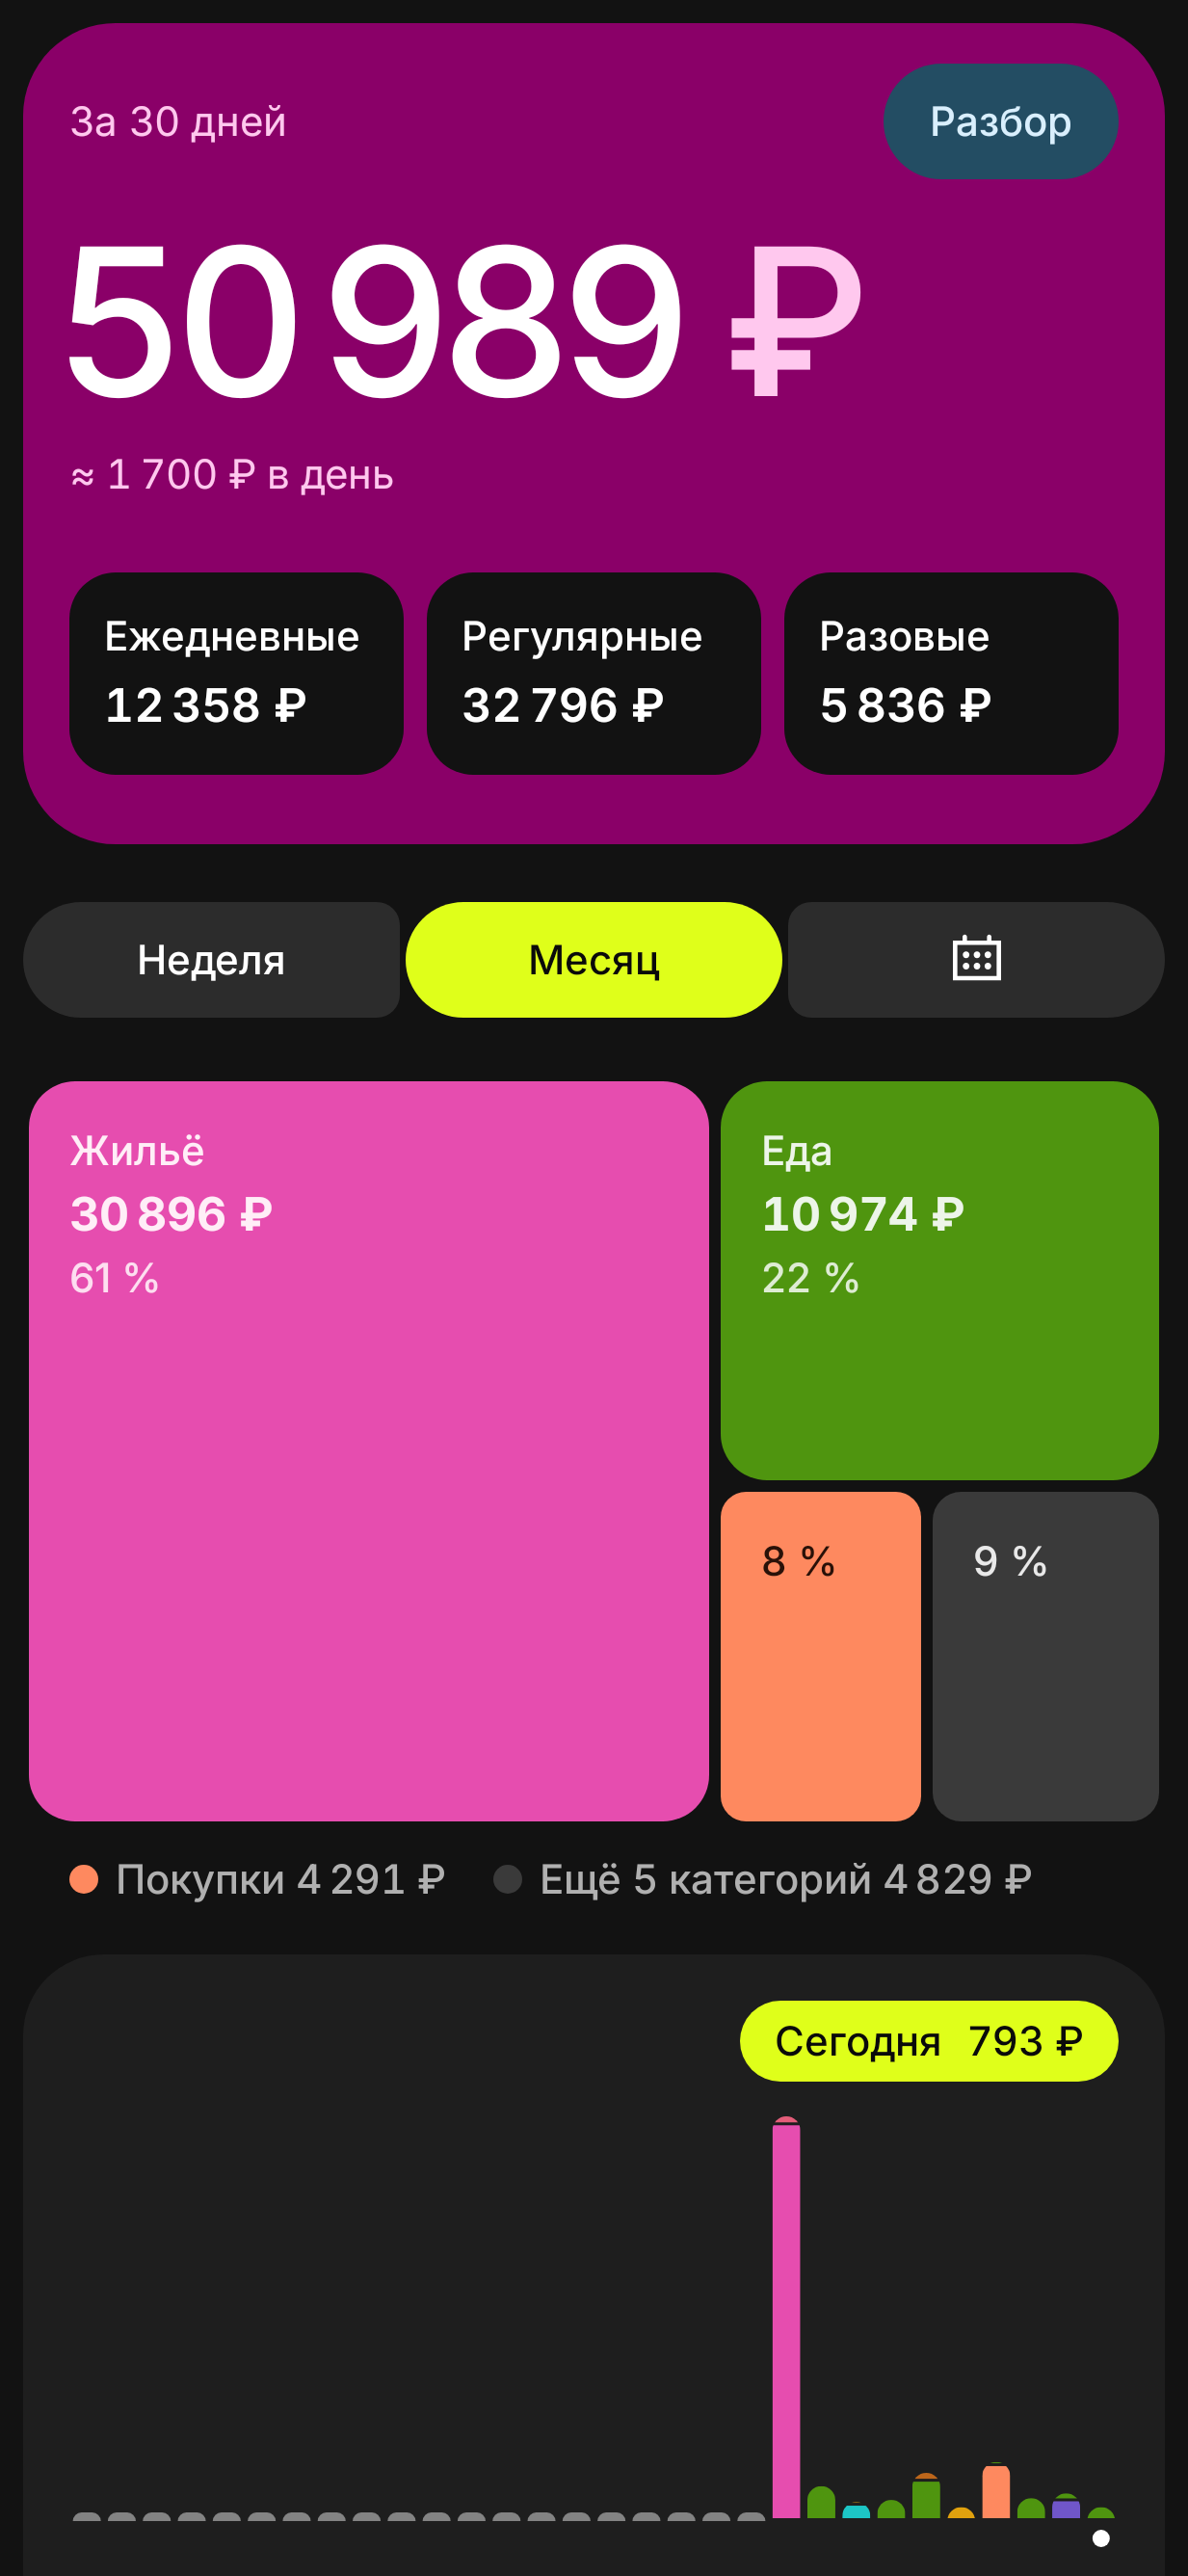 За 30 дней
Разбор
50 989 ₽
≈ 1 700 ₽ в день
Ежедневные
12 358 ₽
Регулярные
32 796 ₽
Разовые
5 836 ₽
Неделя
Месяц
Жильё
30 896 ₽
61 %
Еда
10 974 ₽
22 %
8 %
9 %
Покупки 4 291 ₽
Ещё 5 категорий 4 829 ₽
Сегодня 793 ₽